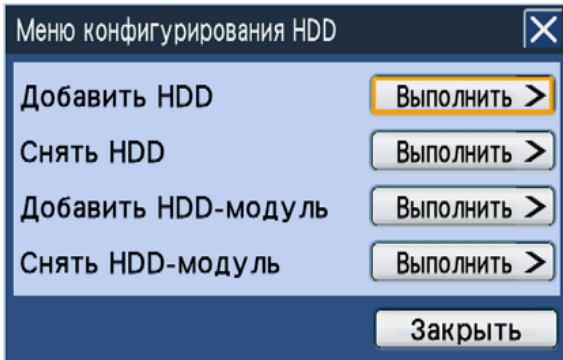 Меню конфигурирования HDD
Добавить HDD Выполнить >
Снять HDD Выполнить >
Добавить HDD-модуль Выполнить >
Снять HDD-модуль Выполнить >
Закрыть